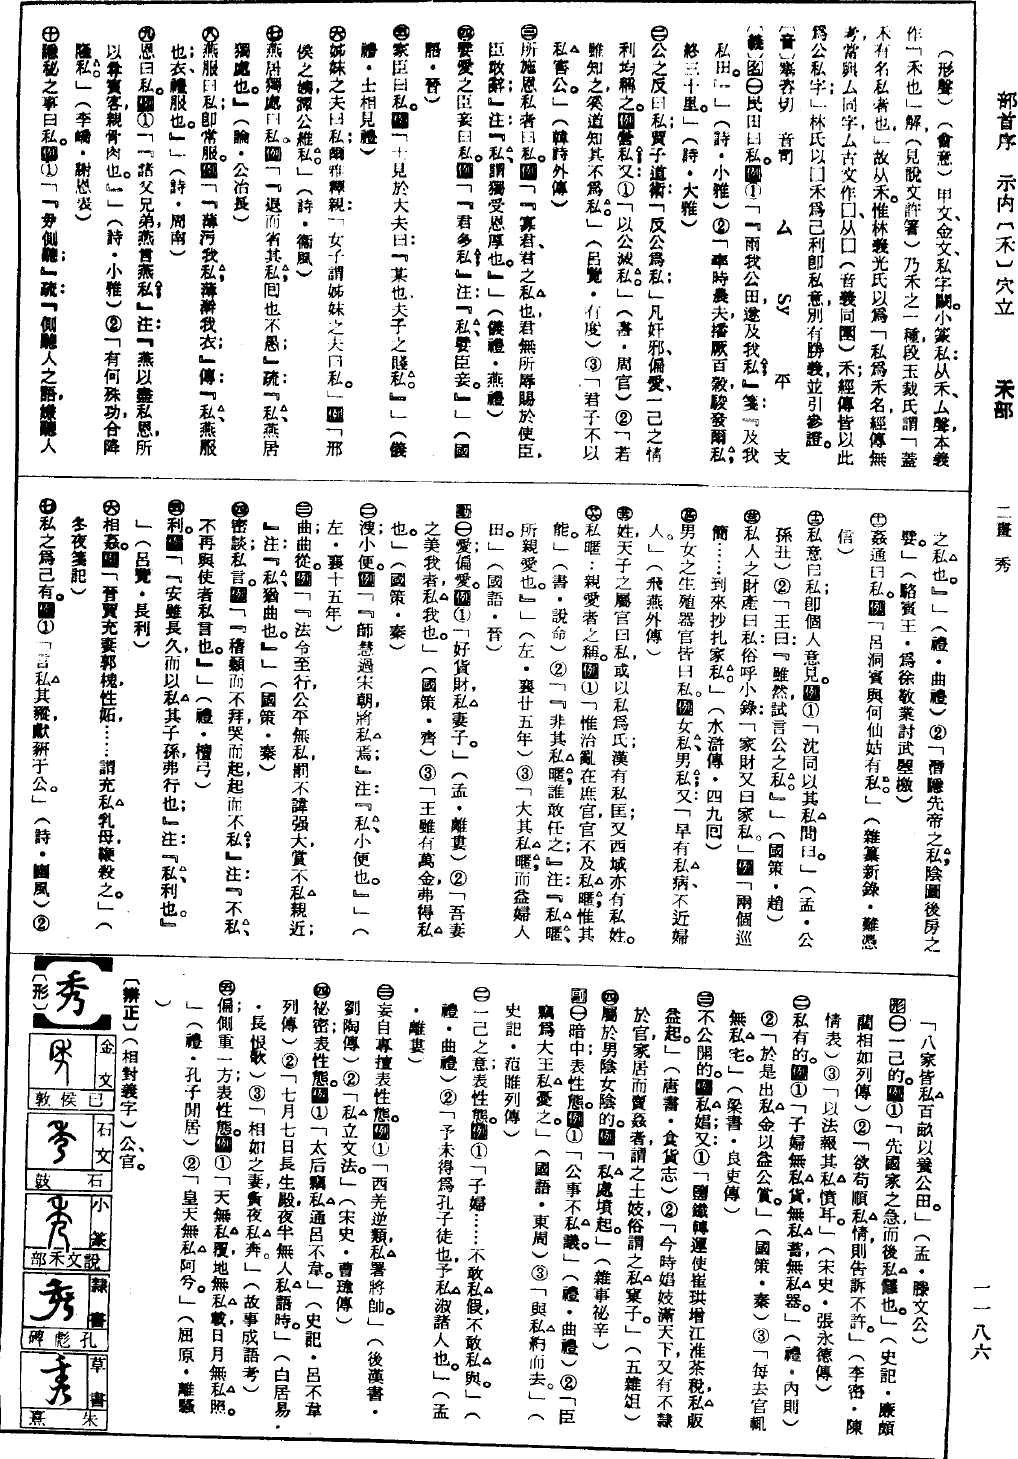 部首序　示内〔禾〕穴立　禾部　二畫　秀　一一八六
（形聲）（會意）甲文金文私字闕。小篆私：从禾、厶聲，本義
作「禾也」解，（見說文許箸）乃禾之一種，段玉裁氏謂「蓋
禾有名私者也」故从禾。惟林義光氏以爲「私爲禾名，經傳無
考，當與厶同字，厶古文作囗，从囗（音義同圍）禾，經傳皆以此
爲公私字」林氏以囗禾爲己利即私意，別有勝義，並引參證。
〔音〕寨孜切　音司　ㄙ　sy　平　支
〔義〕名㊀民田曰私。例①「『雨我公田，遂及我私』箋『及我
私田』」（詩・小雅）②「率時農夫，播厥百穀，駿發爾私；
終三十里。」（詩・大雅）
㊁公之反曰私：賈子道術「反公爲私」凡奸邪、偏愛、一己之情
利均稱之。例營私；又①「以公滅私。」（書・周官）②「若
雖知之，奚道知其不爲私。」（呂覽・有度）③「君子不以
私害公。」（韓詩外傳）
㊂所施恩私者曰私。例「『寡君，君之私也，君無所辱賜於使臣，
臣敢辭』注『私，謂獨受恩厚也。』」（儀禮・燕禮）
㊃嬖愛之臣妾曰私。例「『君多私』注：『私，嬖臣妾。』」（國
語・晉）
㊄家臣曰私。例「士見於大夫曰：『某也，夫子之賤私。』」（儀
禮・士相見禮）
㊅姊妹之夫曰私：爾雅釋親「女子謂姊妹之夫曰私。」例「邢
侯之姨，譚公維私。」（詩・衞風）
㊆燕居獨處曰私。例「『退而省其私；回也不愚』疏『私，燕居
獨處也。』」（論・公治長）
㊇燕服曰私；即常服。例「『薄污我私，薄澣我衣』傳『私，燕服
也；衣，禮服也。』」（詩・周南）
㊈恩曰私。例①「『諸父兄弟，燕言燕私』注『燕以盡私恩，所
以尊賓客親骨肉也。』」（詩・小雅）②「有何殊功，合降
隆私。」（李嶠・謝恩表）
㊉隱秘之事曰私。例①「『毋側聽』疏『側聽人之語，嫌聽人
之私也。』」（禮・曲禮）②「潛隱先帝之私；陰圖後房之
嬖」（駱賓王・爲徐敬業討武曌檄）
⼗㊀姦通曰私。例「呂洞賓與何仙姑有私。」（雜纂新錄・難憑
信）
私意曰私；即個人意見。例①「沈同以其私問曰。」（孟・公
孫丑）②「王曰：『雖然，試言公之私。』」（國策・趙）
私人之財產曰私；俗呼小錄：「家財又曰家私。」例「兩個巡
簡……到來抄扎家私。」（水滸傳・四九回）
男女之生殖器官皆曰私。例女私、男私；又「早有私病，不近婦
人。」（飛燕外傳）
姓：天子之屬官曰私，或以私爲氏，漢有私匡；又西域亦有私姓。
私暱：親愛者之稱。例①「惟治亂在庶官，官不及私暱，惟其
能。」（書・說命）②「『非其私暱，誰敢任之』注：『私暱，
所親愛也。』」（左・襄廿五年）③「大其私暱而益婦人
田。」（國語・晉）
動㊀愛；偏愛。例①「好貨財，私妻子。」（孟・離婁）②「吾妻
之美我者，私我也。」（國策・齊）③「王雖有萬金，弗得私
也。」（國策・秦）
㊁洩；小便。例「『師慧過宋朝，將私焉』注：『私，小便也。』」（
左・襄十五年）
㊂曲；曲從。例「『法令至行，公平無私，罰不諱强大，賞不私親近；
『注：『私，猶曲也。』」（國策・秦）
㊃密談；私言。例「『稽顙而不拜，哭而起，起而不私』注『不私，
不再與使者私言也。』」（禮・檀弓）
㊄利。例「『安雖長久而以私其子孫，弗行也』注『私，利也。』
」（呂覽・長利）
㊅相姦。例「晉賈充妻郭槐性妬，……謂充私乳母，鞭殺之。」（
冬夜箋記）
㊆私之爲己有。例①「言私其豵，獻豜于公。」（詩・豳風）②
「八家皆私百畝，以養公田。」（孟・滕文公）
形㊀一己的。例①「先國家之急而後私讎也。」（史記・廉頗
藺相如列傳）②「欲苟順私情，則告訴不許。」（李密・陳
情表）③「以法報其私憤耳。」（宋史・張永德傳）
㊁私有的。例①「子婦無私貨，無私蓄，無私器。」（禮・內則）
②「於是出私金以益公賞。」（國策・秦）③「每去官輒
無私宅。」（梁書・良吏傳）
㊂不公開的。例私娼；又①「鹽鐵轉運使崔珙增江淮茶稅，私販
益起。」（唐書・食貨志）②「今時娼妓滿天下，又有不隸
於官，家居而賣姦者，謂之土妓，俗謂之私窠子。」（五雜俎）
㊃屬於男陰女陰的。例「私處墳起。」（雜事祕辛）
副㊀暗中；表性態。例①「公事不私議。」（禮・曲禮）②「臣
竊爲大王私憂之。」（國語・東周）③「與私約而去。」（
史記・范雎列傳）
㊁一己之意；表性態。例①「子婦……不敢私假，不敢私與。」（
禮・曲禮）②「予未得爲孔子徒也，予私淑諸人也。」（孟
・離婁）
㊂妄自專擅；表性態。例①「西羌逆類，私署將帥。」（後漢書・
劉陶傳）②「私立文法。」（宋史・曹瑋傳）
㊃祕密；表性態。例①「太后竊私通呂不韋。」（史記・呂不韋
列傳）②「七月七日長生殿，夜半無人私語時。」（白居易・
・長恨歌）③「相如之妻夤夜私奔。」（故事成語考）
㊄偏側重一方；表性態。例①「天無私覆，地無私載，日月無私照。
」（禮・孔子閒居）②「皇天無私阿兮。」（屈原・離騷
）
〔辨正〕（相對義字）公、官。
秀
〔形〕
金文　己侯敦
石文　石鼓
小篆　說文禾部
隸書　孔彪碑
草書　朱熹